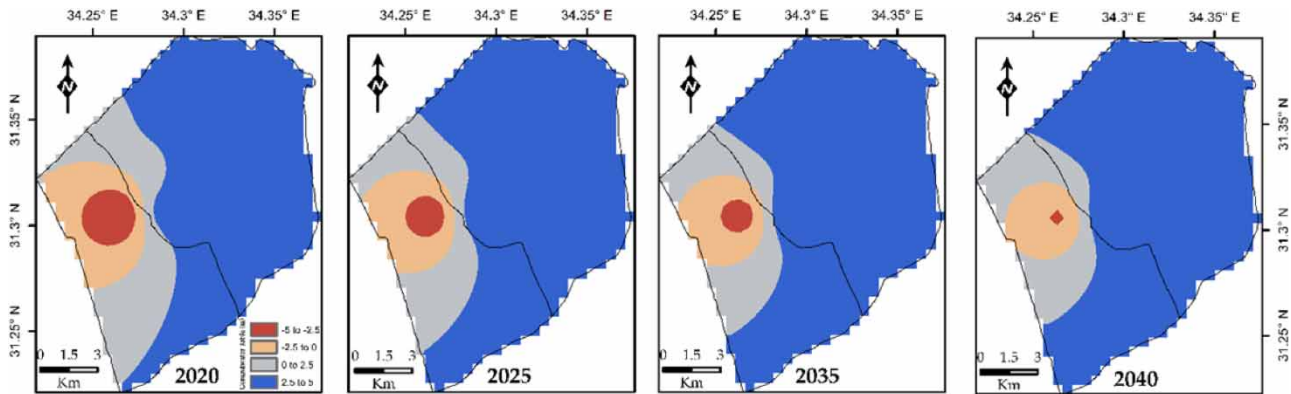 34.25° E 34.3° E 34.35° E
34.25° E 34.3° E 34.35° E
34.25° E 34.3° E 34.35° E
34.25° E 34.3° E 34.35° E
N
N
N
N
31.35° N
31.3° N
31.25° N
31.35° N
31.3° N
31.25° N
-5 to -2.5
-2.5 to 0
0 to 2.5
2.5 to 5
0 1.5 3
Km
2020
0 1.5 3
Km
2025
0 1.5 3
Km
2035
0 1.5 3
Km
2040